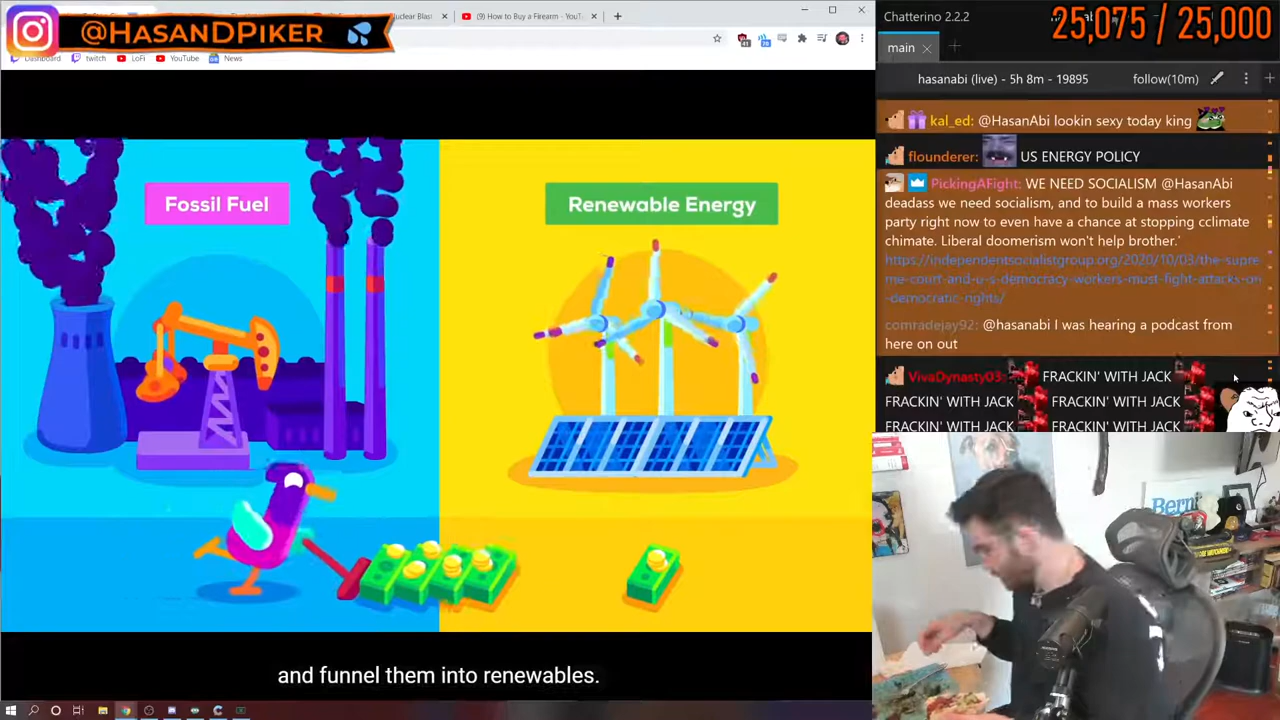 @HASANDPIKER
Nuclear Blast
(9) How to Buy a Firearm - YouT
Dashboard
twitch
LoFi
YouTube
News
Fossil Fuel
Renewable Energy
and funnel them into renewables.
Chatterino 2.2.2
25,075 / 25,000
main
hasanabi (live) - 5h 8m - 19895
follow(10m)
kal_ed: @HasanAbi lookin sexy today king
flounderer: US ENERGY POLICY
PickingAFight: WE NEED SOCIALISM @HasanAbi
deadass we need socialism, and to build a mass workers
party right now to even have a chance at stopping cclimate
chimate. Liberal doomerism won't help brother.'
https://independentsocialistgroup.org/2020/10/03/the-supre
me-court-and-u-s-democracy-workers-must-fight-attacks-on
-democratic-rights/
comradejay92: @hasanabi I was hearing a podcast from
here on out
VivaDynasty03: FRACKIN' WITH JACK
FRACKIN' WITH JACK FRACKIN' WITH JACK
FRACKIN' WITH JACK FRACKIN' WITH JACK
Bern